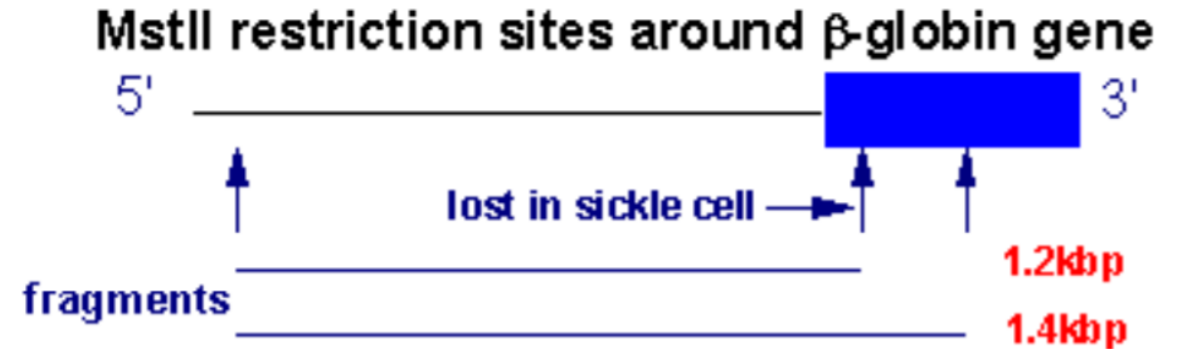 MstII restriction sites around β-globin gene
5' 3'
lost in sickle cell
1.2kbp
fragments
1.4kbp